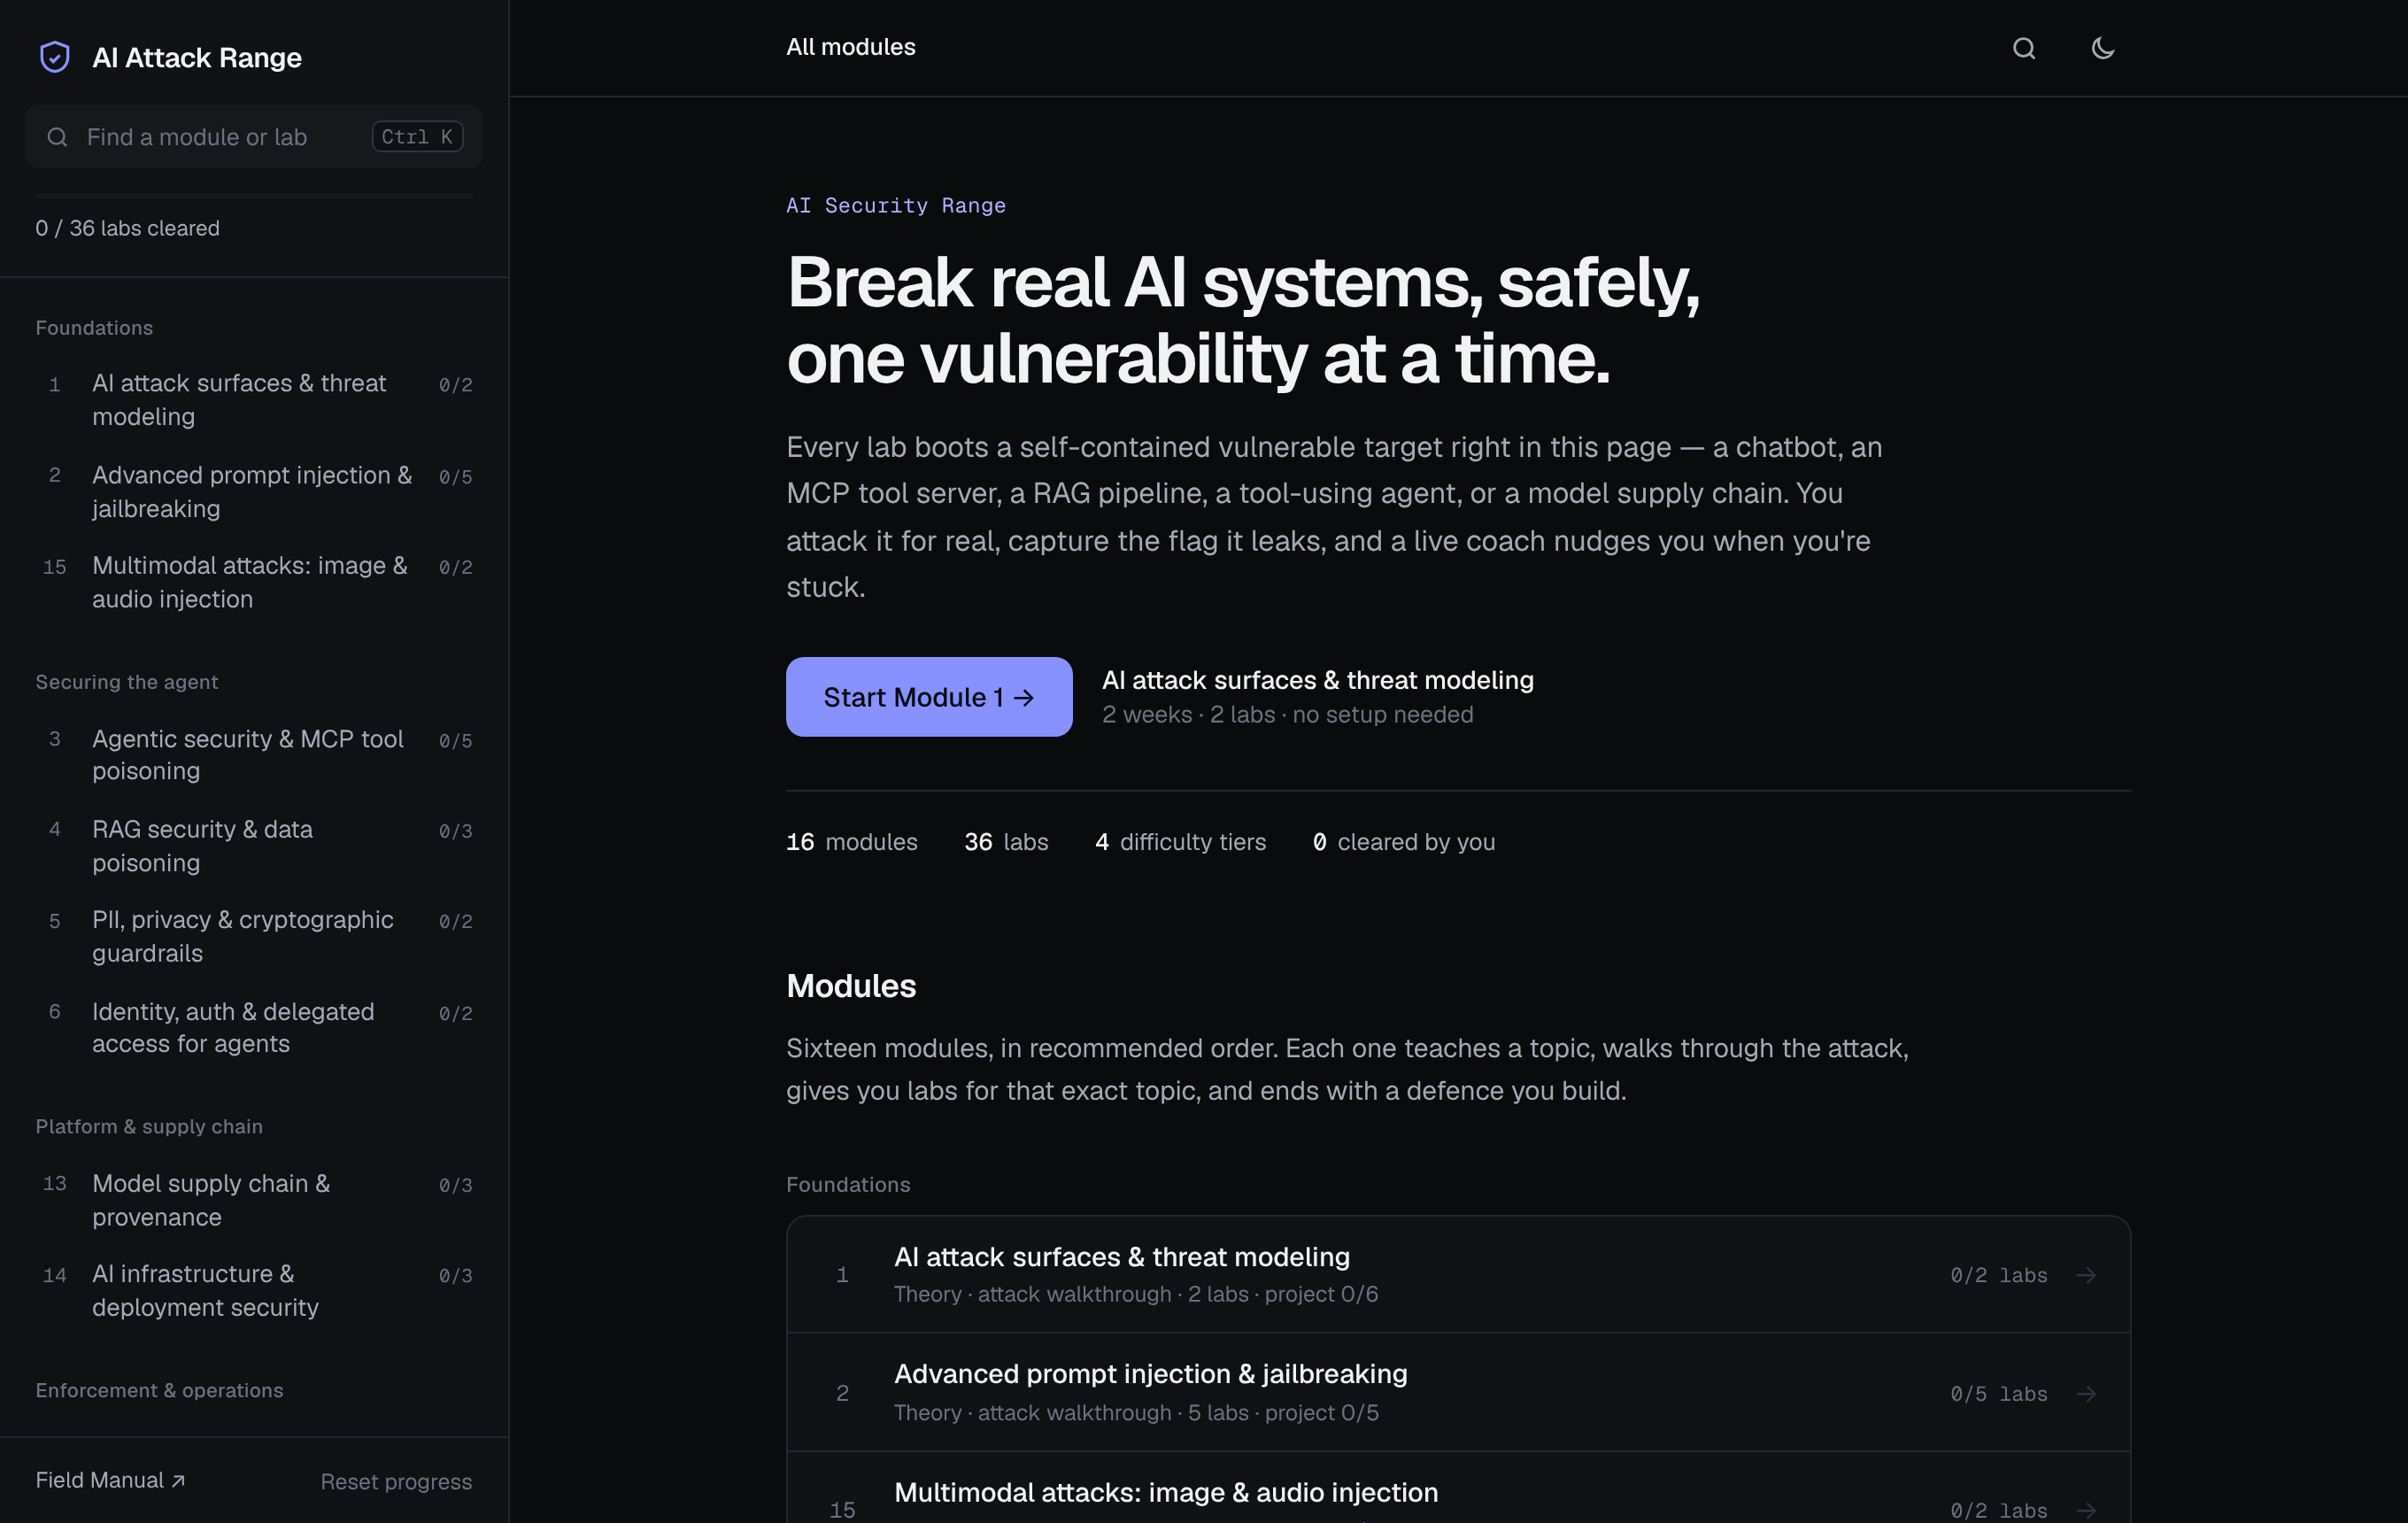 AI Attack Range
Find a module or lab
Ctrl K
0 / 36 labs cleared
Foundations
1 AI attack surfaces & threat 0/2
modeling
2 Advanced prompt injection & 0/5
jailbreaking
15 Multimodal attacks: image & 0/2
audio injection
Securing the agent
3 Agentic security & MCP tool 0/5
poisoning
4 RAG security & data 0/3
poisoning
5 PII, privacy & cryptographic 0/2
guardrails
6 Identity, auth & delegated 0/2
access for agents
Platform & supply chain
13 Model supply chain & 0/3
provenance
14 AI infrastructure & 0/3
deployment security
Enforcement & operations
Field Manual ↗ Reset progress
All modules
AI Security Range
Break real AI systems, safely,
one vulnerability at a time.
Every lab boots a self-contained vulnerable target right in this page — a chatbot, an
MCP tool server, a RAG pipeline, a tool-using agent, or a model supply chain. You
attack it for real, capture the flag it leaks, and a live coach nudges you when you're
stuck.
Start Module 1 →
AI attack surfaces & threat modeling
2 weeks · 2 labs · no setup needed
16 modules 36 labs 4 difficulty tiers 0 cleared by you
Modules
Sixteen modules, in recommended order. Each one teaches a topic, walks through the attack,
gives you labs for that exact topic, and ends with a defence you build.
Foundations
1 AI attack surfaces & threat modeling 0/2 labs →
Theory · attack walkthrough · 2 labs · project 0/6
2 Advanced prompt injection & jailbreaking 0/5 labs →
Theory · attack walkthrough · 5 labs · project 0/5
15 Multimodal attacks: image & audio injection 0/2 labs →